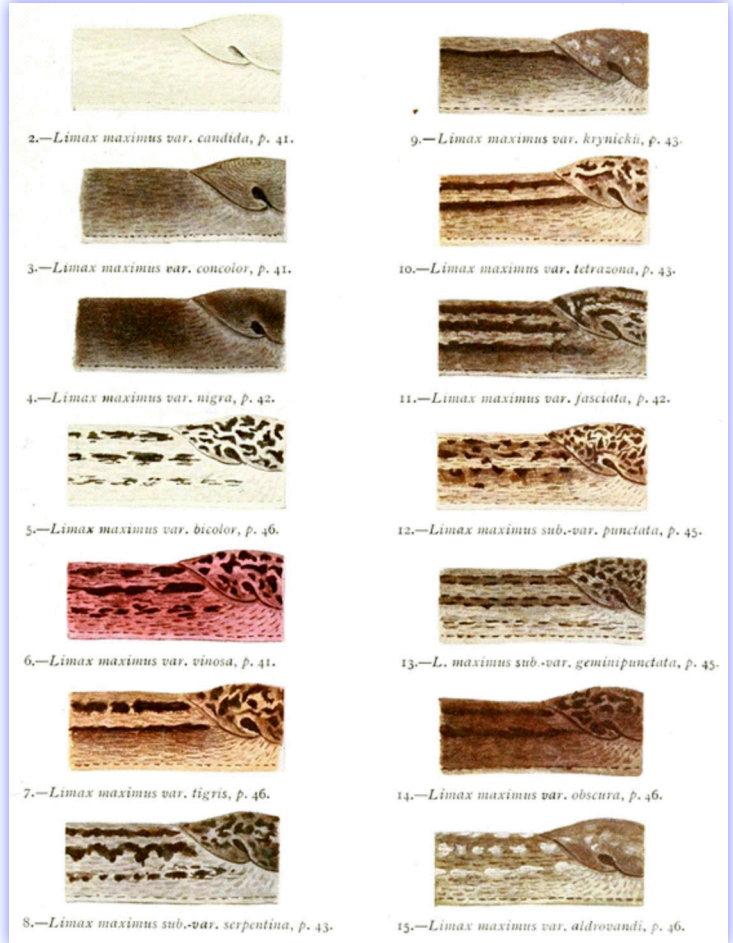 2.—Limax maximus var. candida, p. 41.
3.—Limax maximus var. concolor, p. 41.
4.—Limax maximus var. nigra, p. 42.
5.—Limax maximus var. bicolor, p. 46.
6.—Limax maximus var. vinosa, p. 41.
7.—Limax maximus var. tigris, p. 46.
8.—Limax maximus sub.-var. serpentina, p. 43.
9.—Limax maximus var. krynickii, p. 43.
10.—Limax maximus var. tetrazona, p. 43.
11.—Limax maximus var. fasciata, p. 42.
12.—Limax maximus sub.-var. punctata, p. 45.
13.—L. maximus sub.-var. geminipunctata, p. 45.
14.—Limax maximus var. obscura, p. 46.
15.—Limax maximus var. aldrovandi, p. 46.